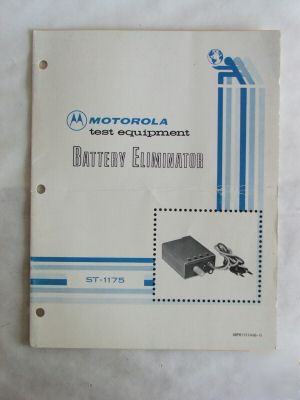 MOTOROLA
test equipment
BATTERY ELIMINATOR
ST-1175